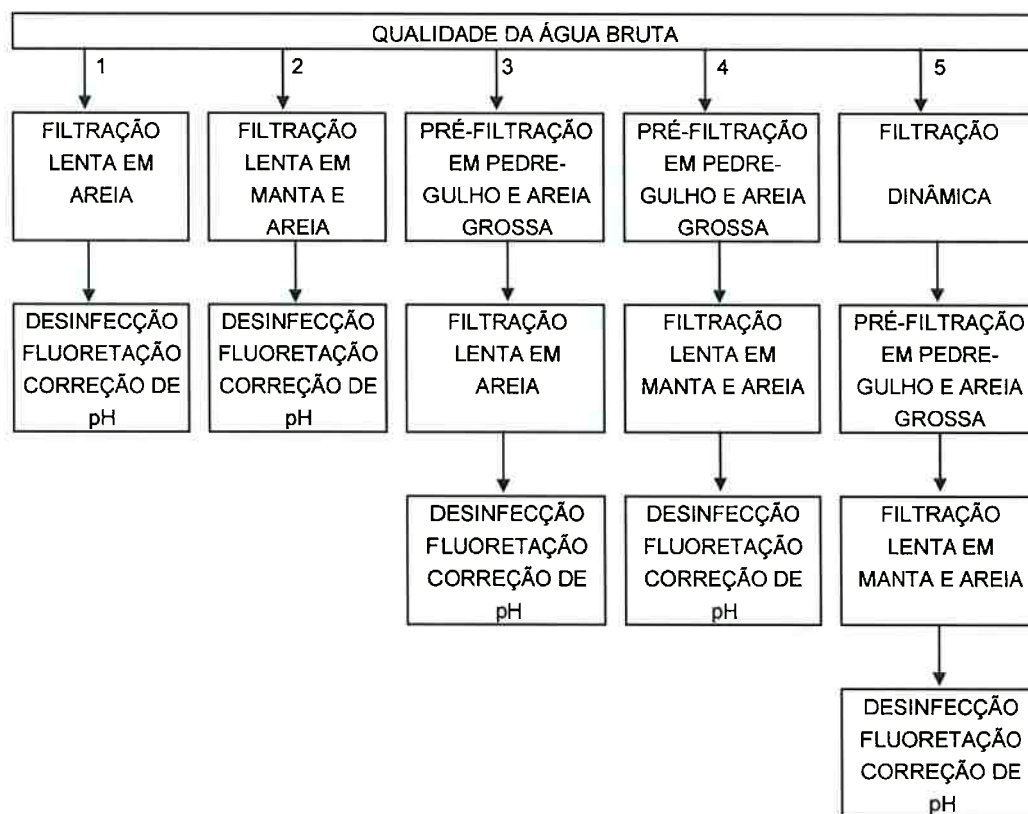 QUALIDADE DA ÁGUA BRUTA
1
2
3
4
5
FILTRAÇÃO
LENTA EM
AREIA
FILTRAÇÃO
LENTA EM
MANTA E
AREIA
PRÉ-FILTRAÇÃO
EM PEDRE-
GULHO E AREIA
GROSSA
PRÉ-FILTRAÇÃO
EM PEDRE-
GULHO E AREIA
GROSSA
FILTRAÇÃO
DINÂMICA
DESINFECÇÃO
FLUORETAÇÃO
CORREÇÃO DE
pH
DESINFECÇÃO
FLUORETAÇÃO
CORREÇÃO DE
pH
FILTRAÇÃO
LENTA EM
AREIA
FILTRAÇÃO
LENTA EM
MANTA E AREIA
PRÉ-FILTRAÇÃO
EM PEDRE-
GULHO E AREIA
GROSSA
DESINFECÇÃO
FLUORETAÇÃO
CORREÇÃO DE
pH
DESINFECÇÃO
FLUORETAÇÃO
CORREÇÃO DE
pH
FILTRAÇÃO
LENTA EM
MANTA E AREIA
DESINFECÇÃO
FLUORETAÇÃO
CORREÇÃO DE
pH